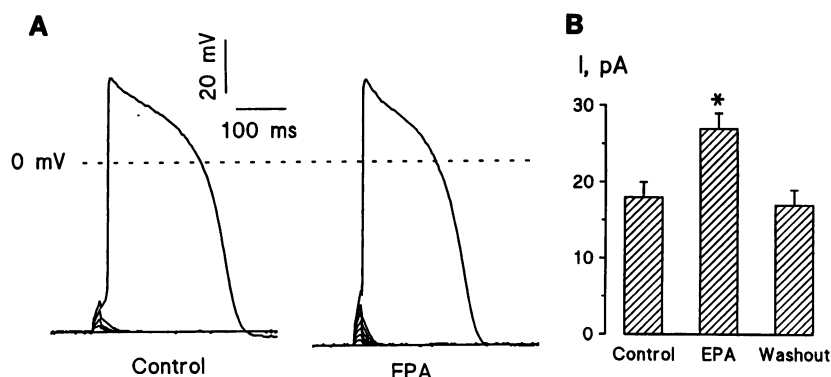 A
20 mV
100 ms
0 mV
Control
EPA
B
I, pA
30
20
10
0
*
Control
EPA
Washout